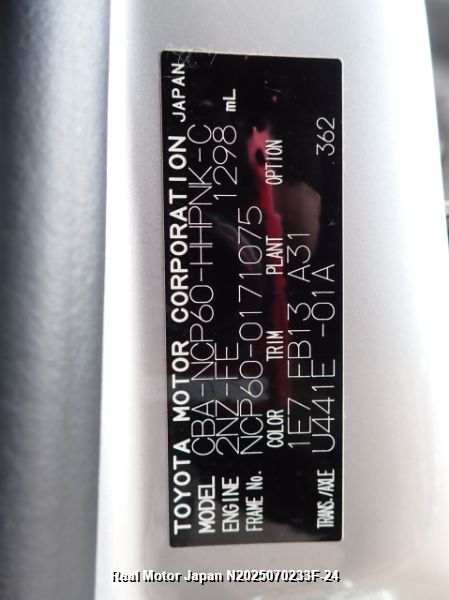 TOYOTA MOTOR CORPORATION JAPAN
MODEL CBA-NCP60-HHPNK-C
ENGINE 2NZ-FE 1298 mL
FRAME No. NCP60-0171075
COLOR TRIM PLANT OPTION
1E7 FB13 A31
TRANS./AXLE U441E -01A 362
Real Motor Japan N2025070233F-24